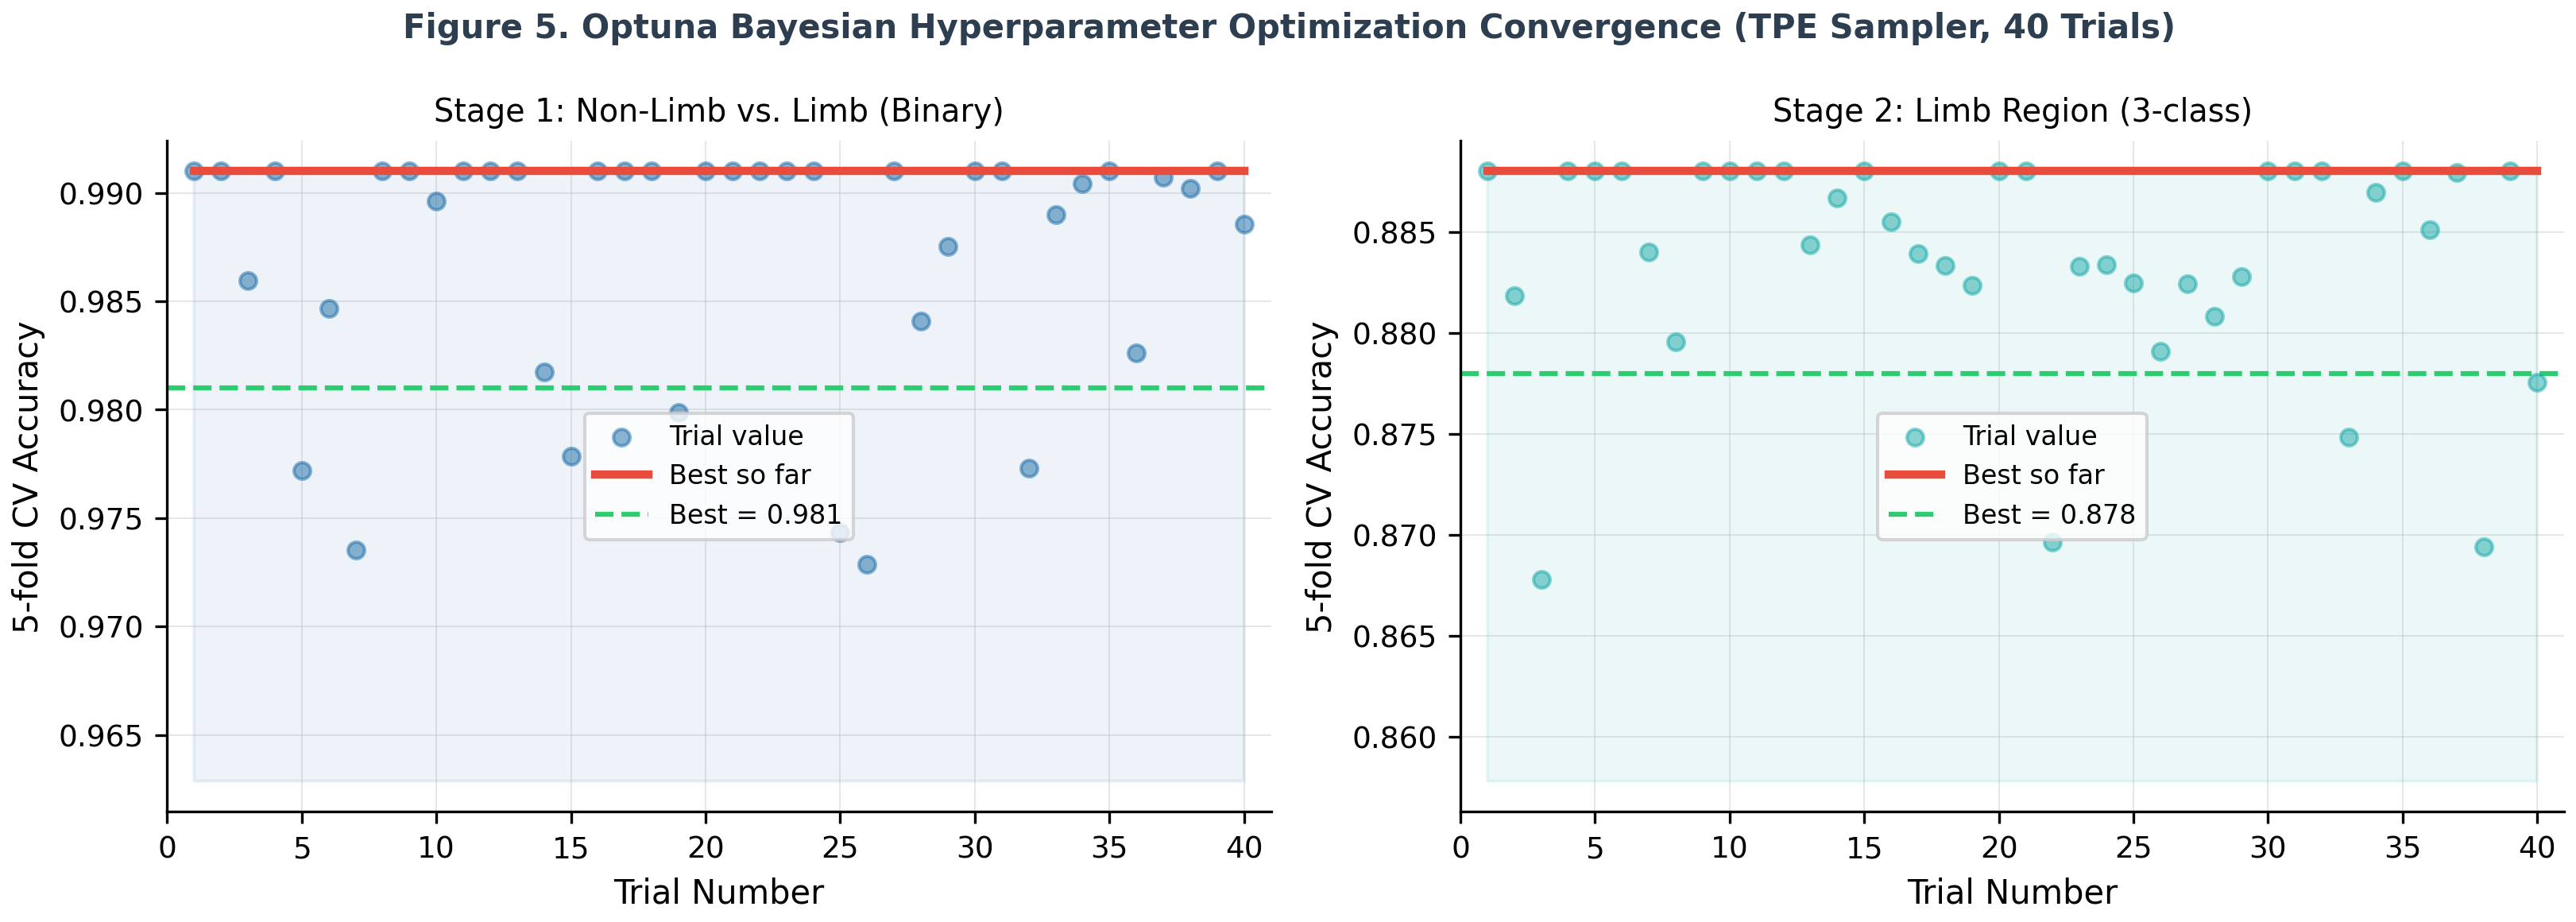 Figure 5. Optuna Bayesian Hyperparameter Optimization Convergence (TPE Sampler, 40 Trials)
Stage 1: Non-Limb vs. Limb (Binary)
5-fold CV Accuracy
0.990
0.985
0.980
0.975
0.970
0.965
Trial value
Best so far
Best = 0.981
0 5 10 15 20 25 30 35 40
Trial Number
Stage 2: Limb Region (3-class)
5-fold CV Accuracy
0.885
0.880
0.875
0.870
0.865
0.860
Trial value
Best so far
Best = 0.878
0 5 10 15 20 25 30 35 40
Trial Number